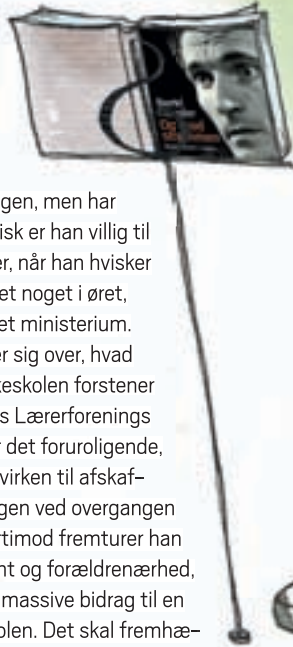 gen, men har
isk er han villig til
er, når han hvisker
et noget i øret,
et ministerium.
er sig over, hvad
keskolen forstener
s Lærerforenings
r det foruroligende,
virken til afskaf–
gen ved overgangen
rtimod fremturer han
nt og forældrenærhed,
massive bidrag til en
olen. Det skal fremhæ–